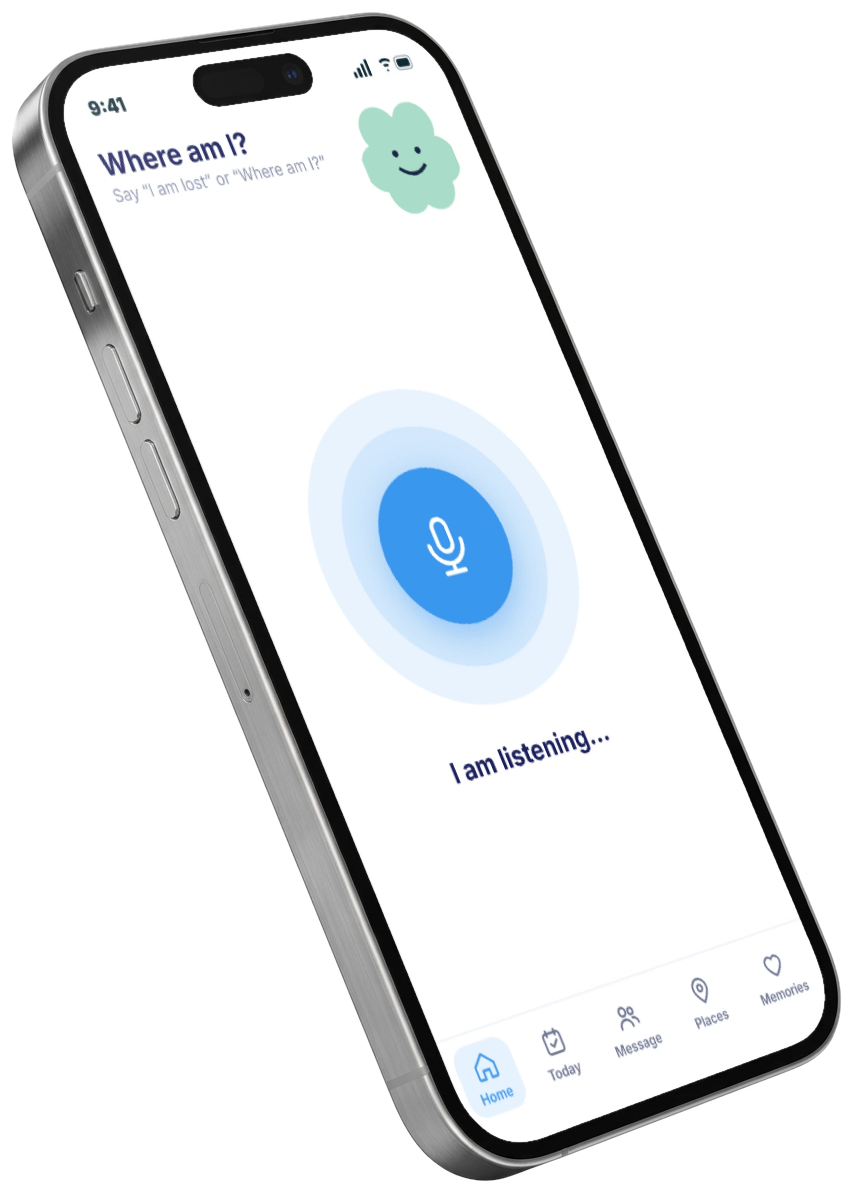 9:41
Where am I?
Say "I am lost" or "Where am I?"
I am listening...
Home
Today
Message
Places
Memories